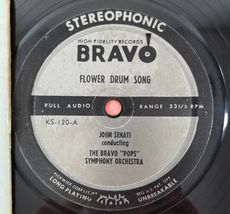 STEREOPHONIC
HIGH FIDELITY RECORDS
BRAVO!
FLOWER DRUM SONG
FULL AUDIO RANGE 33 1/3 RPM
KS-120-A
JOHN SENATI
conducting
THE BRAVO "POPS"
SYMPHONY ORCHESTRA
LONG PLAYING
UNBREAKABLE